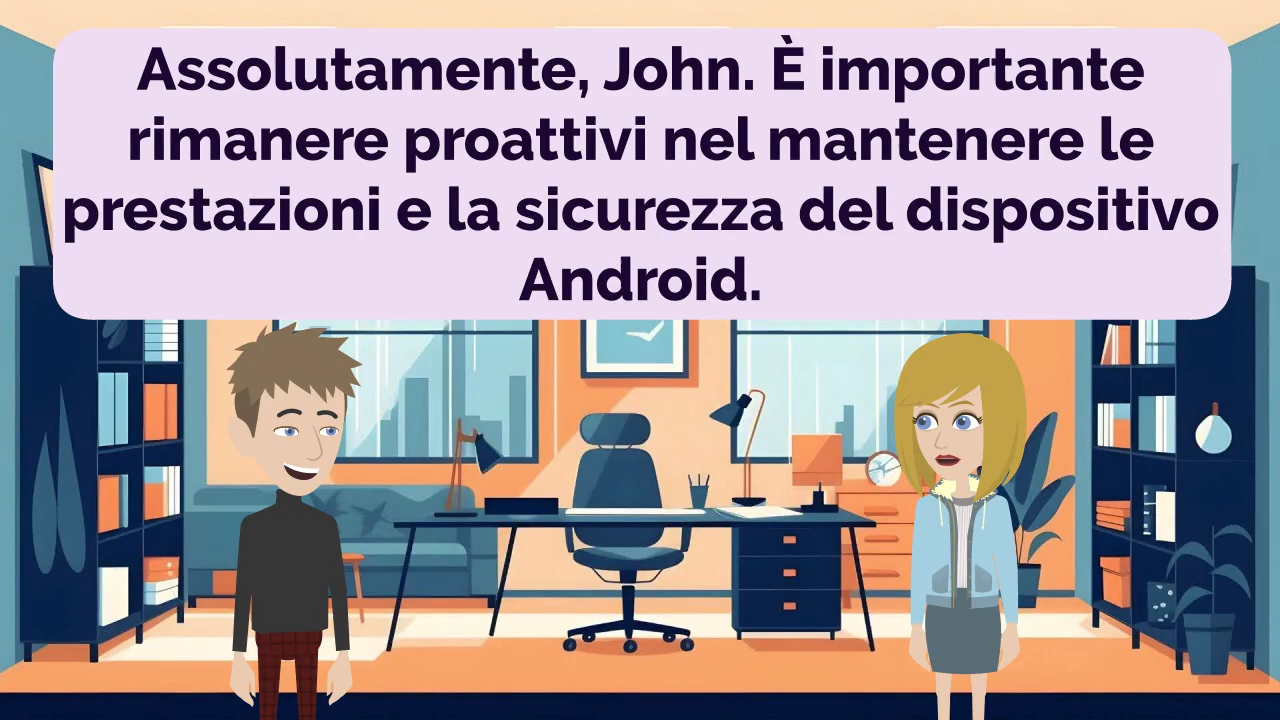 Assolutamente, John. È importante
rimanere proattivi nel mantenere le
prestazioni e la sicurezza del dispositivo
Android.